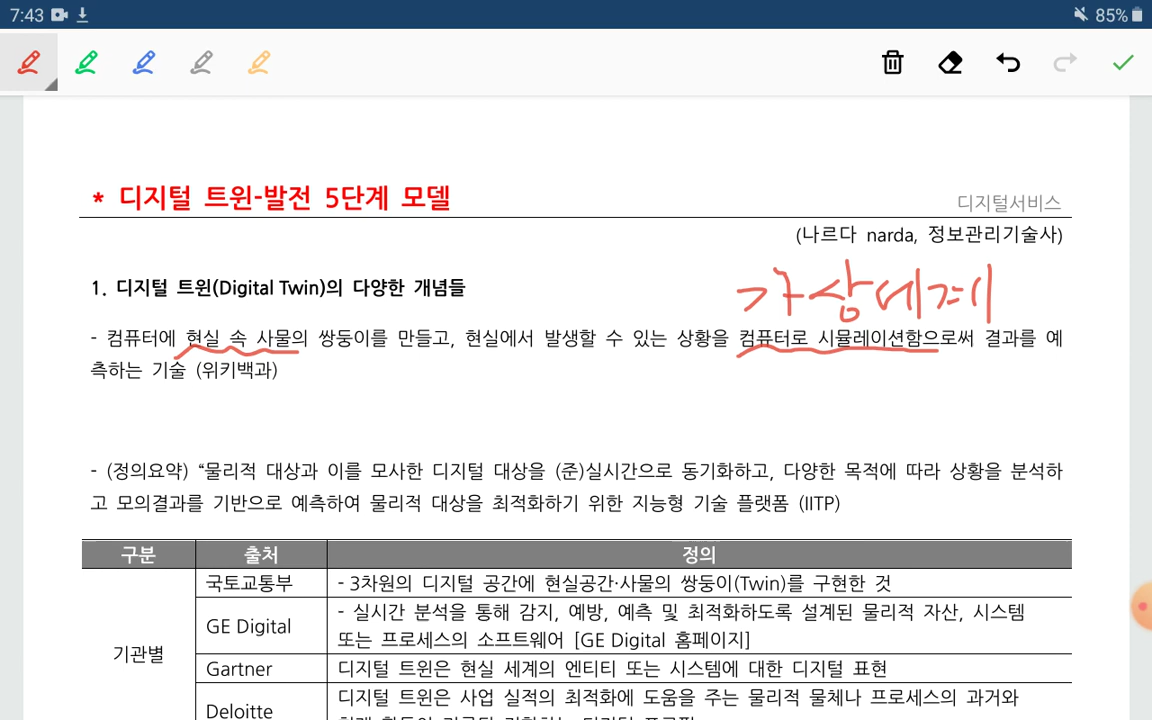 7:43
85%
* 디지털 트윈-발전 5단계 모델
디지털서비스
(나르다 narda, 정보관리기술사)
1. 디지털 트윈(Digital Twin)의 다양한 개념들
가상세계
- 컴퓨터에 현실 속 사물의 쌍둥이를 만들고, 현실에서 발생할 수 있는 상황을 컴퓨터로 시뮬레이션함으로써 결과를 예
측하는 기술 (위키백과)
- (정의요약) “물리적 대상과 이를 모사한 디지털 대상을 (준)실시간으로 동기화하고, 다양한 목적에 따라 상황을 분석하
고 모의결과를 기반으로 예측하여 물리적 대상을 최적화하기 위한 지능형 기술 플랫폼 (IITP)
구분 출처 정의
국토교통부 - 3차원의 디지털 공간에 현실공간·사물의 쌍둥이(Twin)를 구현한 것
GE Digital - 실시간 분석을 통해 감지, 예방, 예측 및 최적화하도록 설계된 물리적 자산, 시스템
또는 프로세스의 소프트웨어 [GE Digital 홈페이지]
기관별
Gartner 디지털 트윈은 현실 세계의 엔티티 또는 시스템에 대한 디지털 표현
Deloitte 디지털 트윈은 사업 실적의 최적화에 도움을 주는 물리적 물체나 프로세스의 과거와